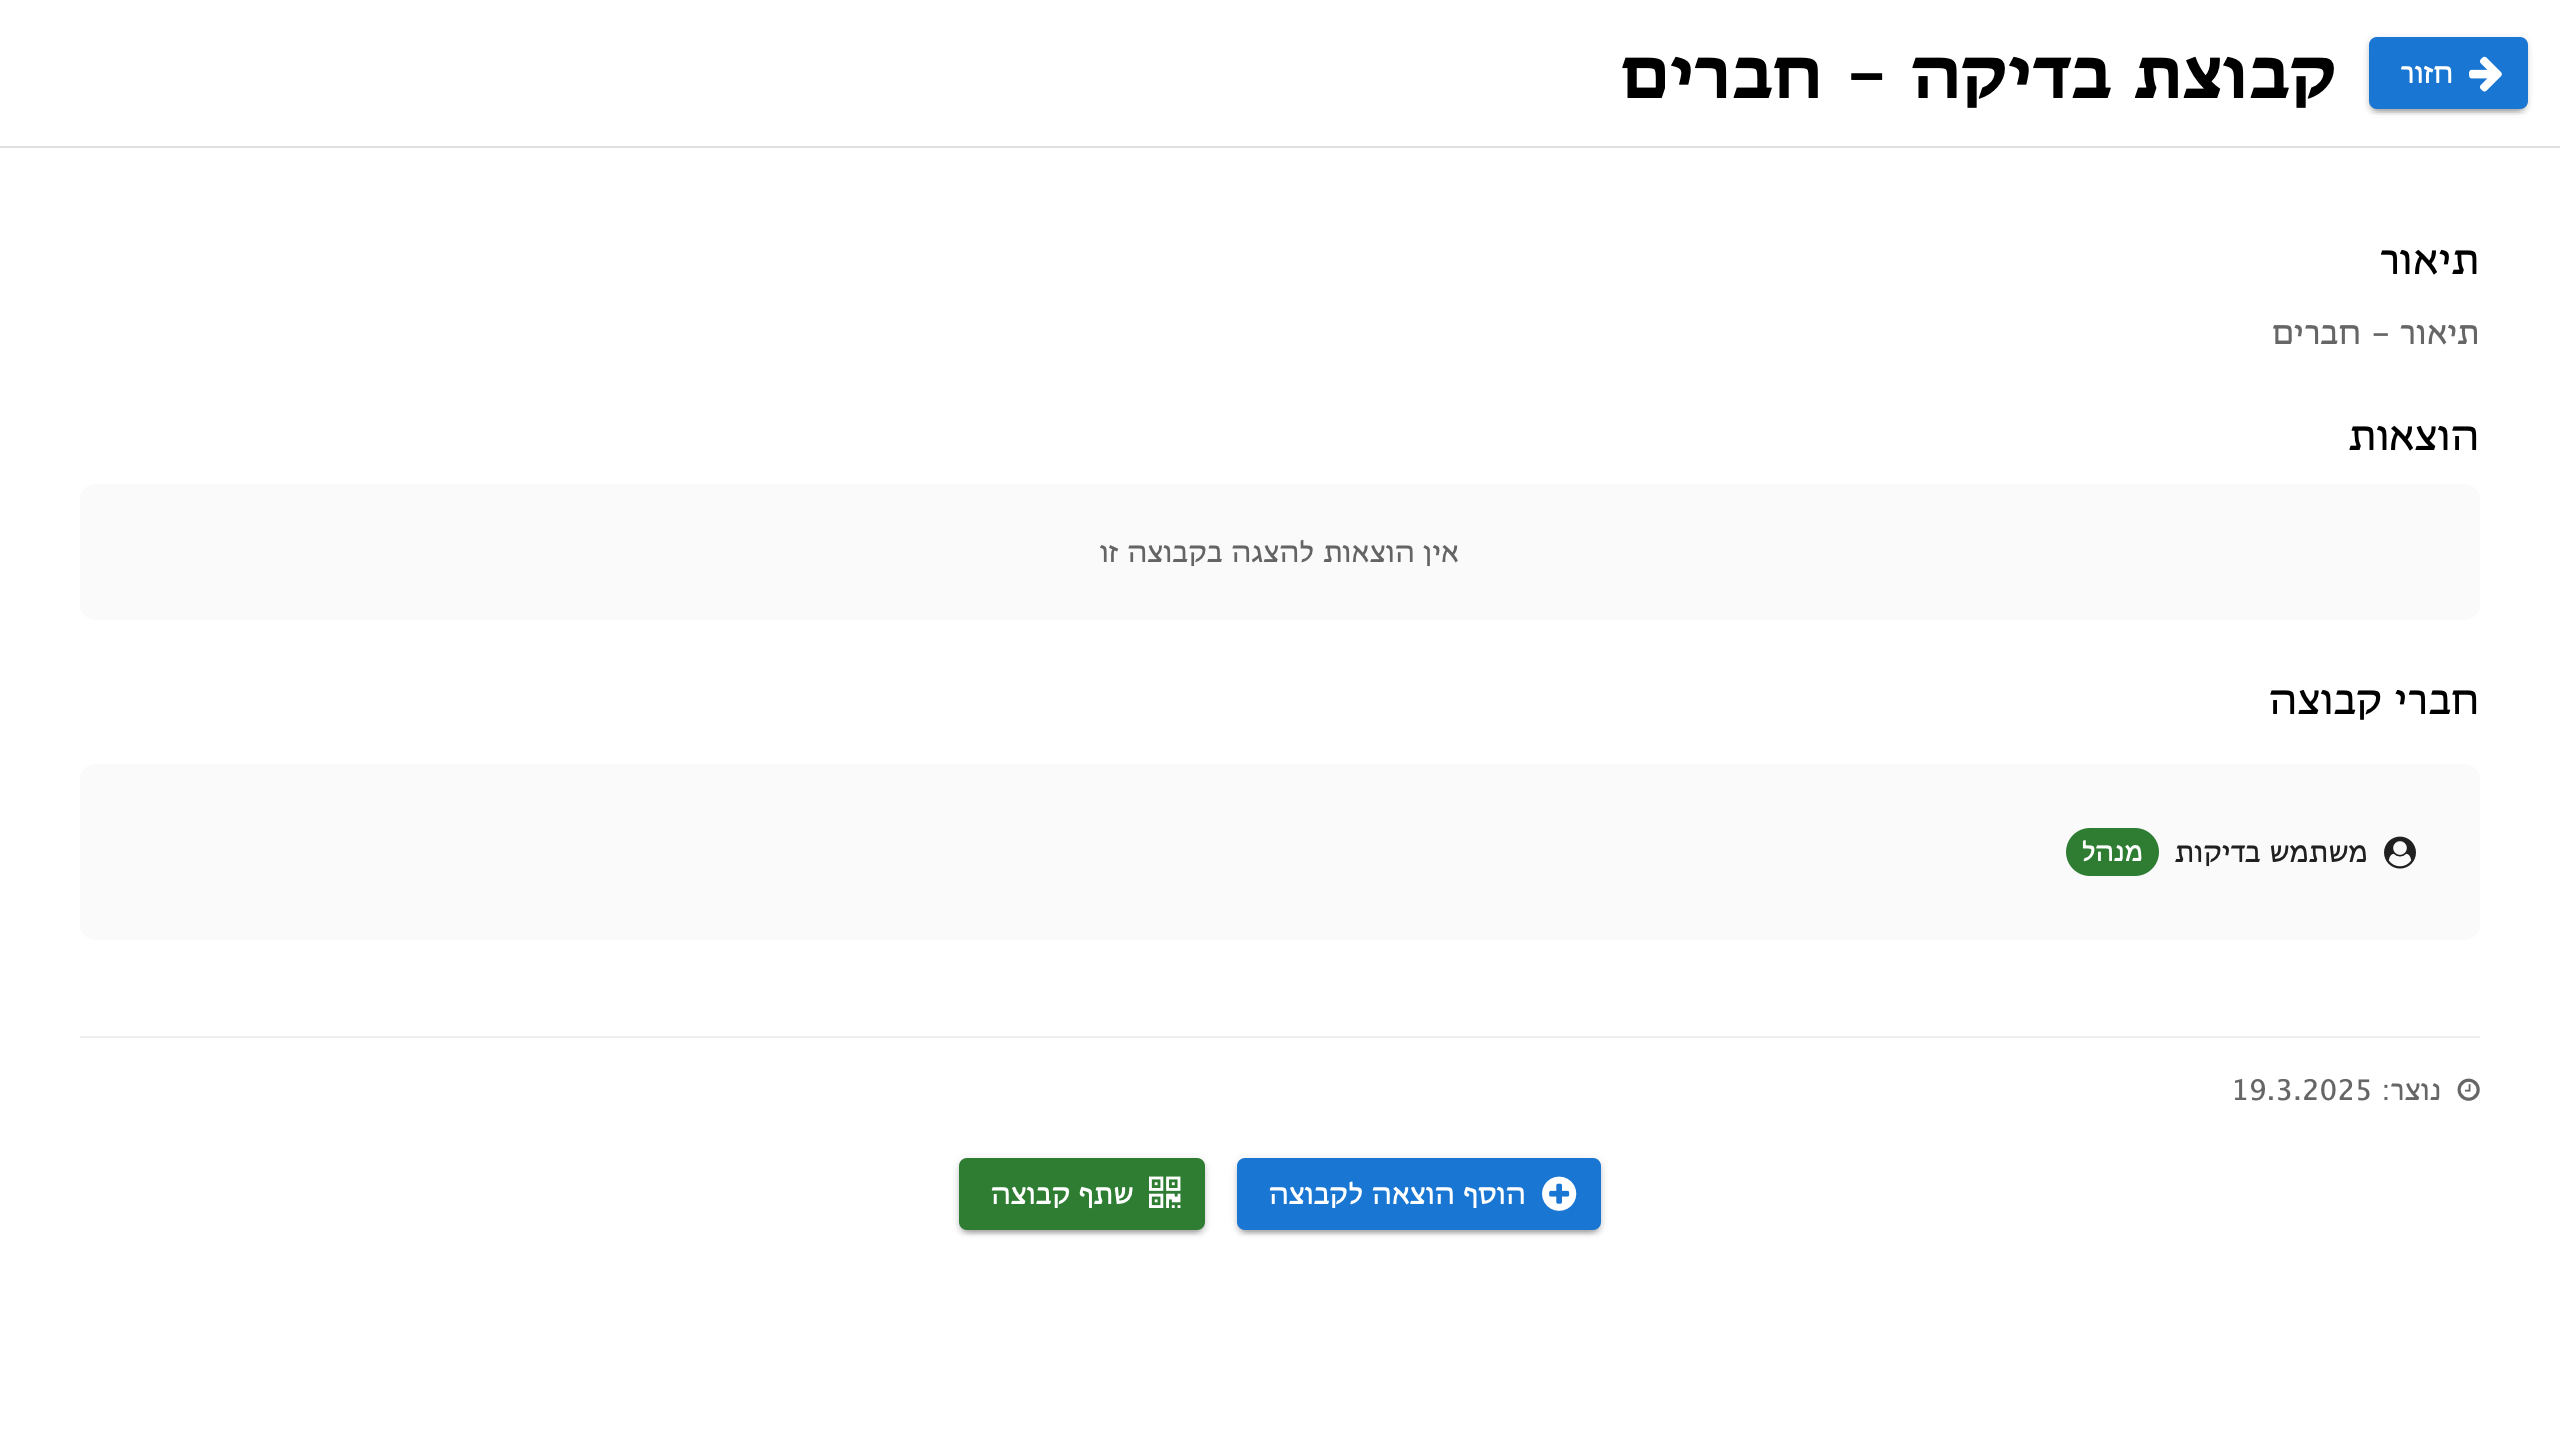 חזור
קבוצת בדיקה - חברים
תיאור
תיאור - חברים
הוצאות
אין הוצאות להצגה בקבוצה זו
חברי קבוצה
משתמש בדיקות מנהל
נוצר: 19.3.2025
הוסף הוצאה לקבוצה
שתף קבוצה